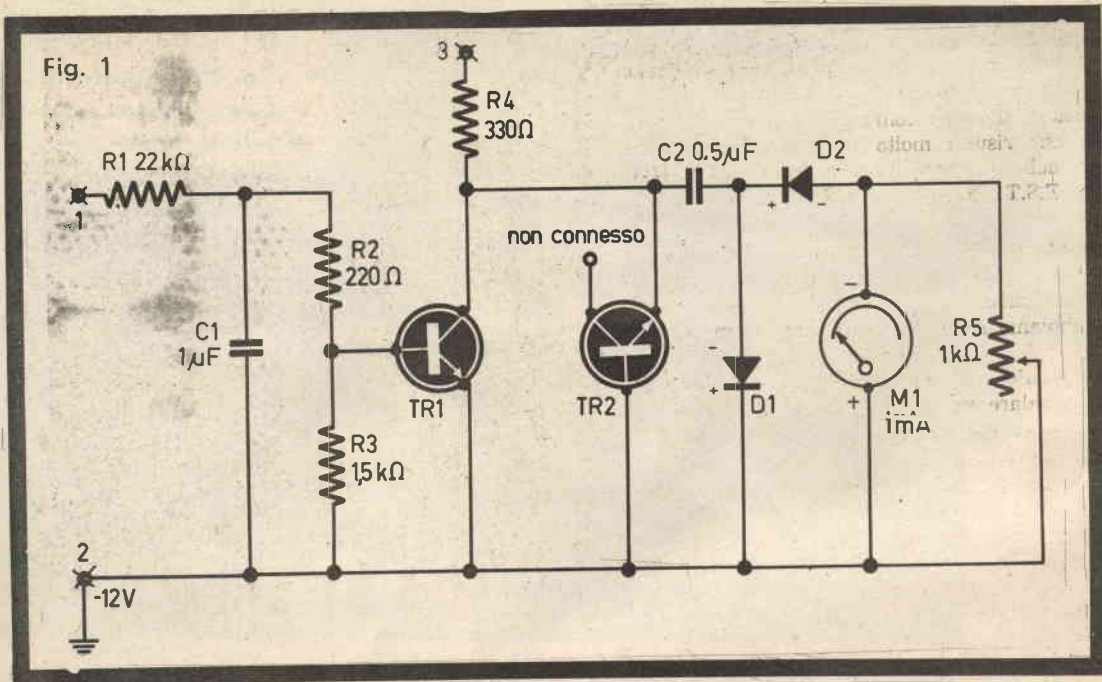 Fig. 1
3
R4
330Ω
R1 22kΩ
1
C2 0.5µF
D2
+
-
non connesso
R2
220Ω
C1
1µF
TR1
TR2
-
+
D1
-
+
M1
1mA
R5
1kΩ
R3
1,5kΩ
2
-12V